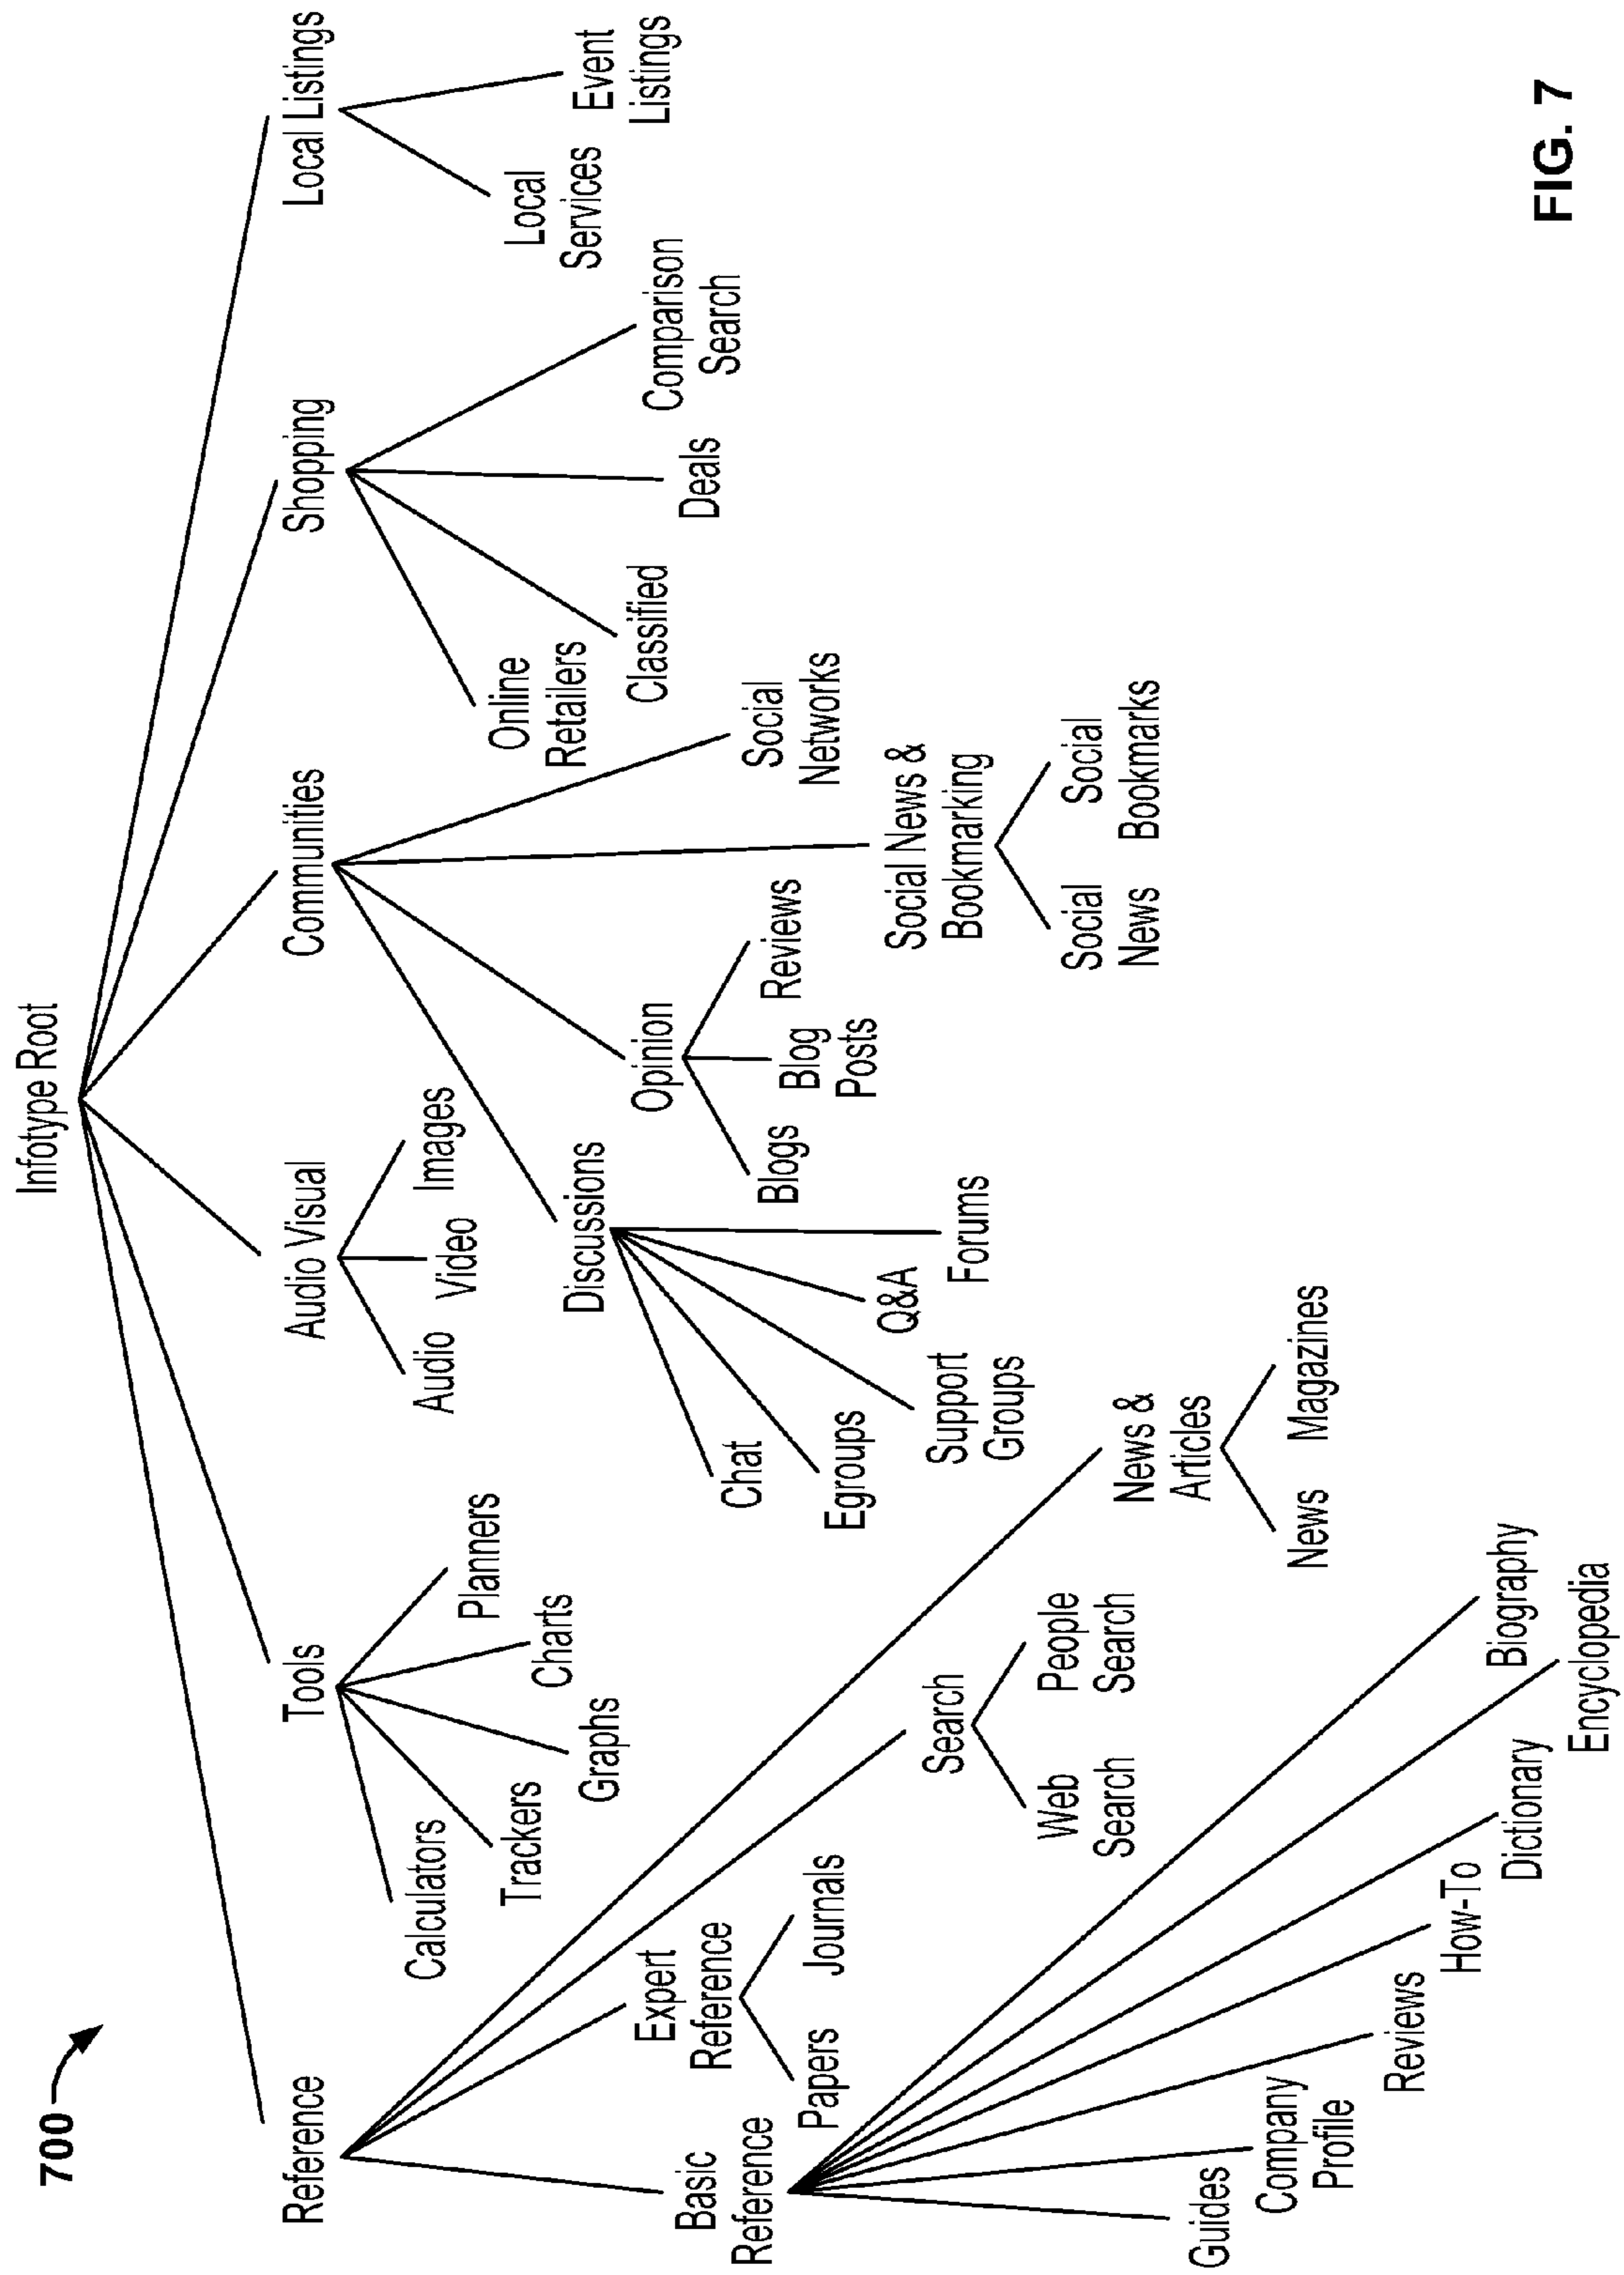 700
Infotype Root
Reference
Tools
Audio Visual
Communities
Shopping
Local Listings
Calculators
Trackers
Graphs
Charts
Planners
Audio
Video
Images
Online
Retailers
Classified
Deals
Comparison
Search
Local
Services
Event
Listings
Discussions
Opinion
Social
Networks
Social News &
Bookmarking
Chat
Egroups
Support
Groups
Q&A
Forums
Blogs
Blog
Posts
Reviews
Social
News
Social
Bookmarks
Basic
Reference
Expert
Reference
Papers
Journals
Search
Web
Search
People
Search
News &
Articles
News
Magazines
Guides
Company
Profile
Reviews
How-To
Dictionary
Encyclopedia
Biography
FIG. 7